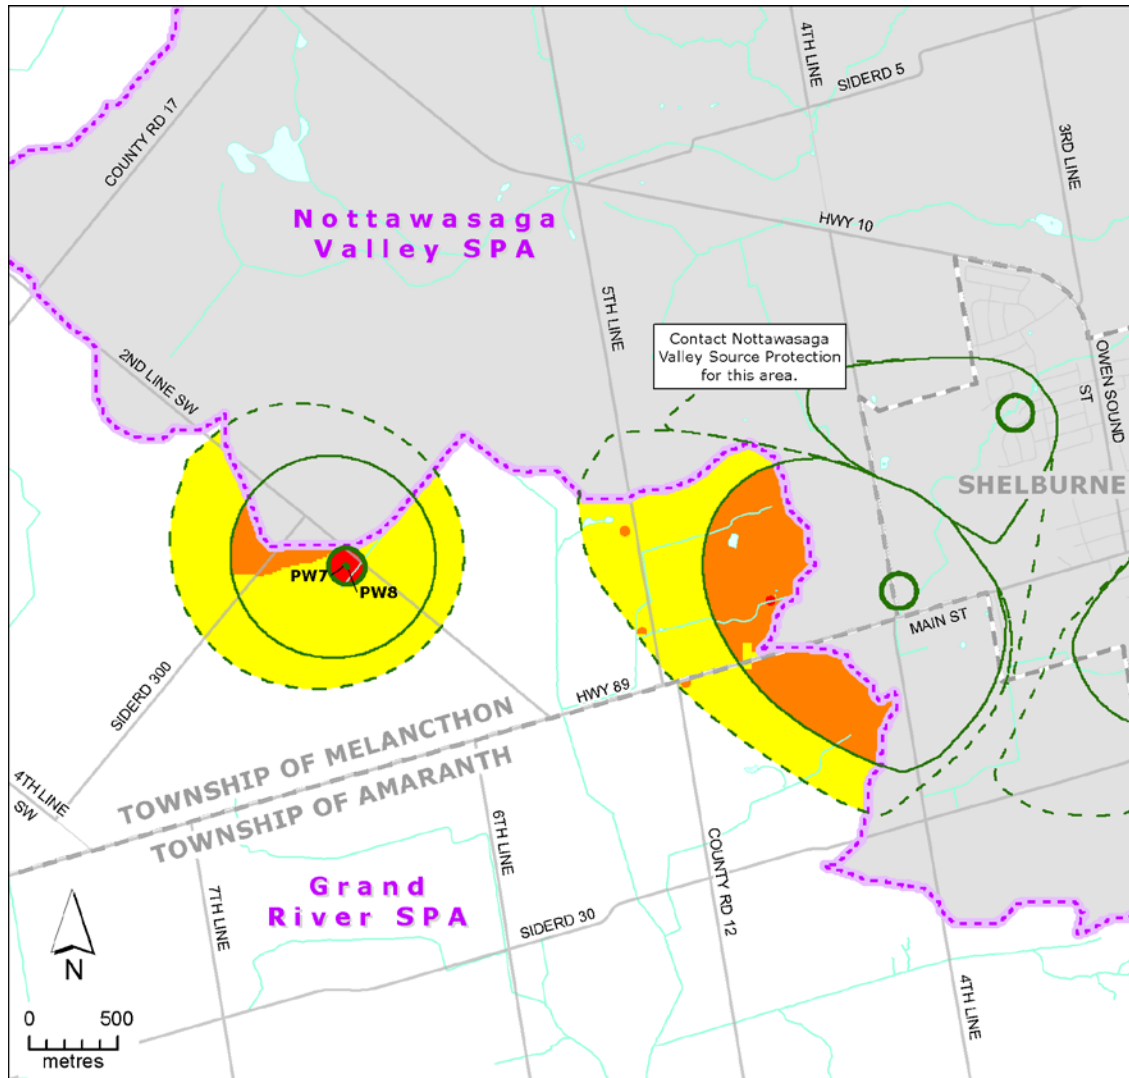 4TH LINE
SIDERD 5
COUNTY RD 17
3RD LINE
Nottawasaga
Valley SPA
HWY 10
5TH LINE
Contact Nottawasaga
Valley Source Protection
for this area.
2ND LINE SW
OWEN SOUND
ST
SHELBURNE
PW7
PW8
MAIN ST
SIDERD 300
HWY 89
TOWNSHIP OF MELANCTHON
TOWNSHIP OF AMARANTH
4TH LINE
SW
6TH LINE
COUNTY RD 12
7TH LINE
Grand
River SPA
SIDERD 30
4TH LINE
N
0 500
metres